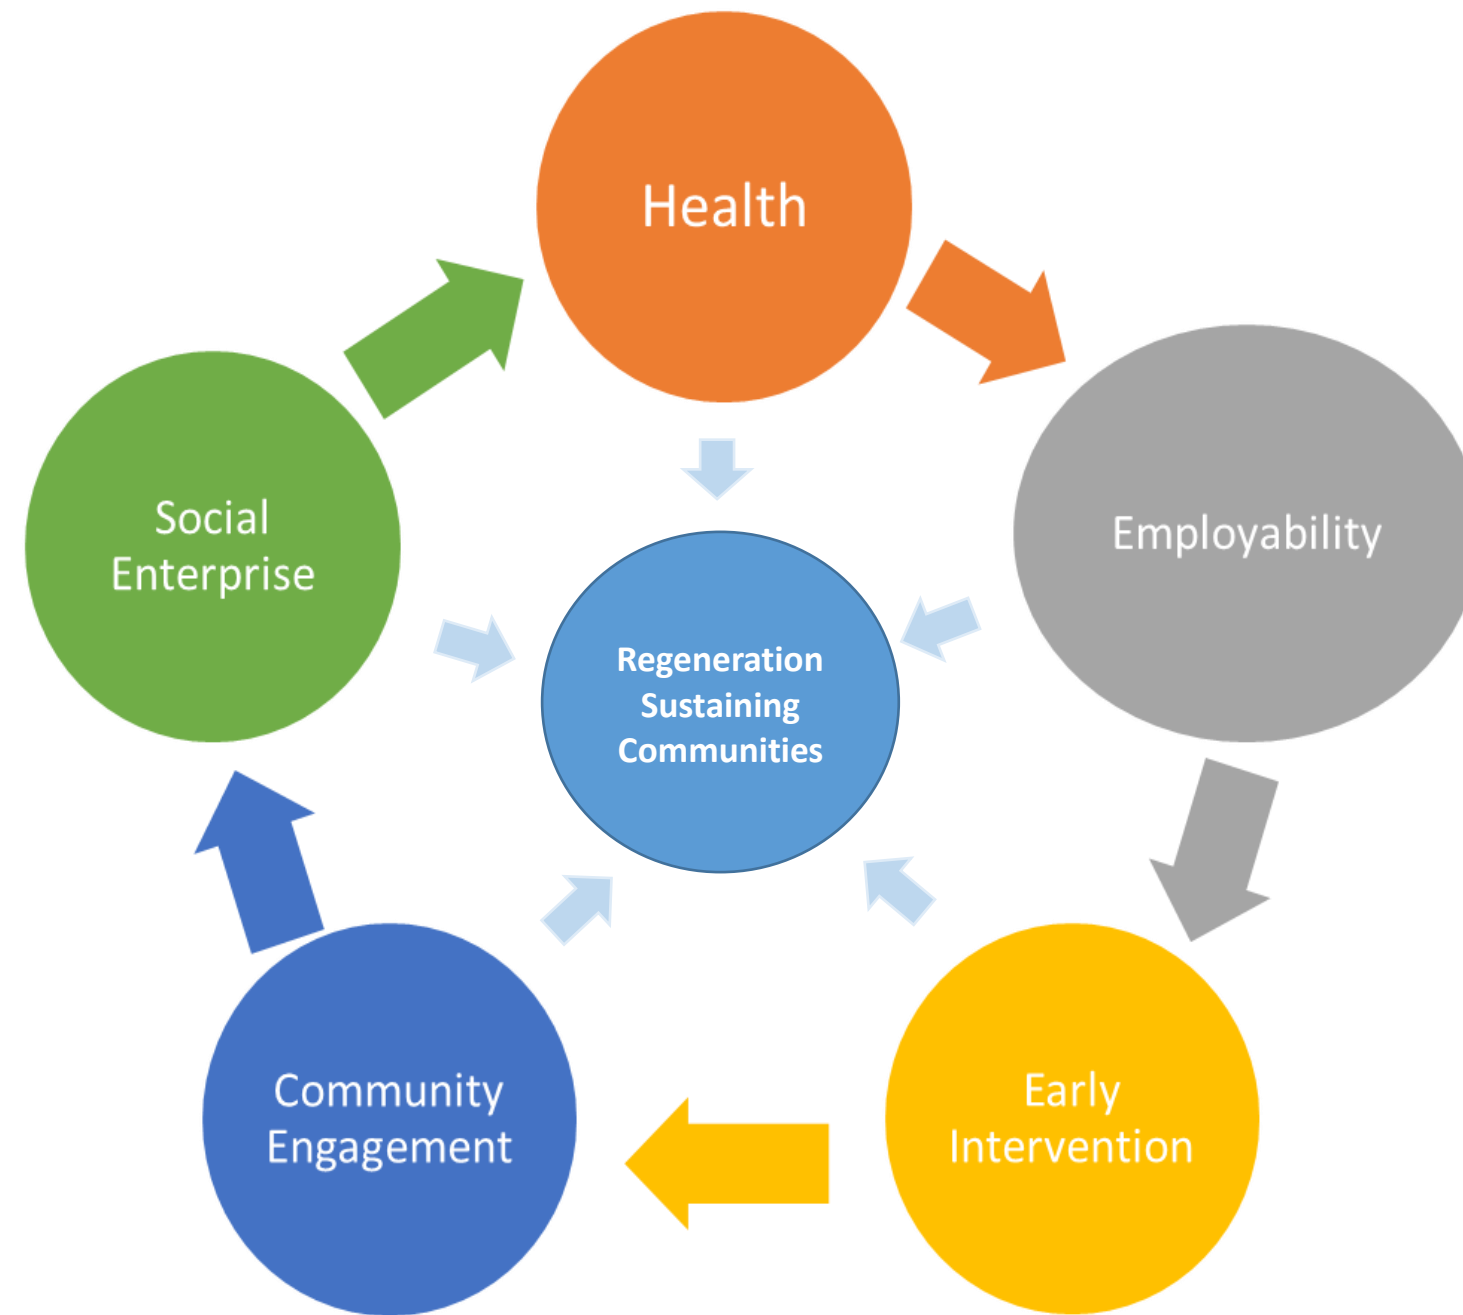 Health
Social
Enterprise
Employability
Regeneration
Sustaining
Communities
Community
Engagement
Early
Intervention